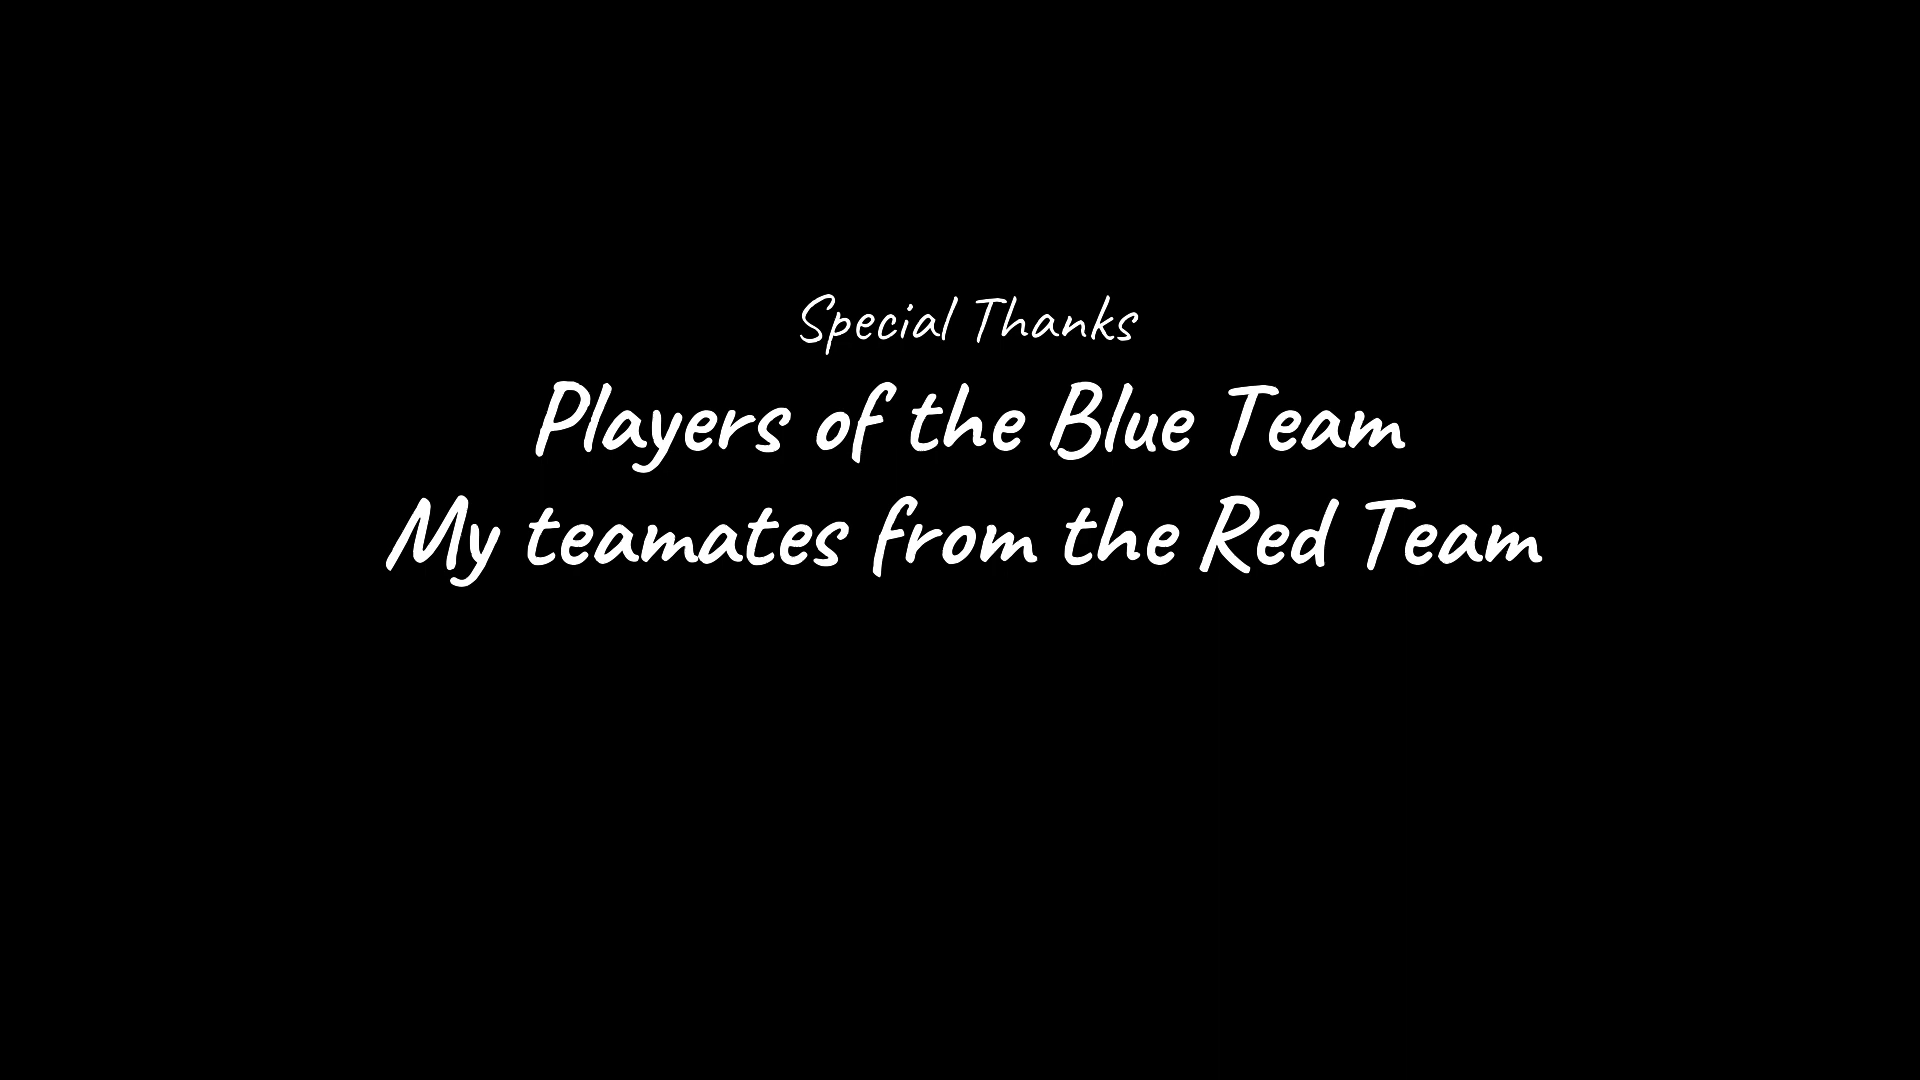 Special Thanks
Players of the Blue Team
My teamates from the Red Team